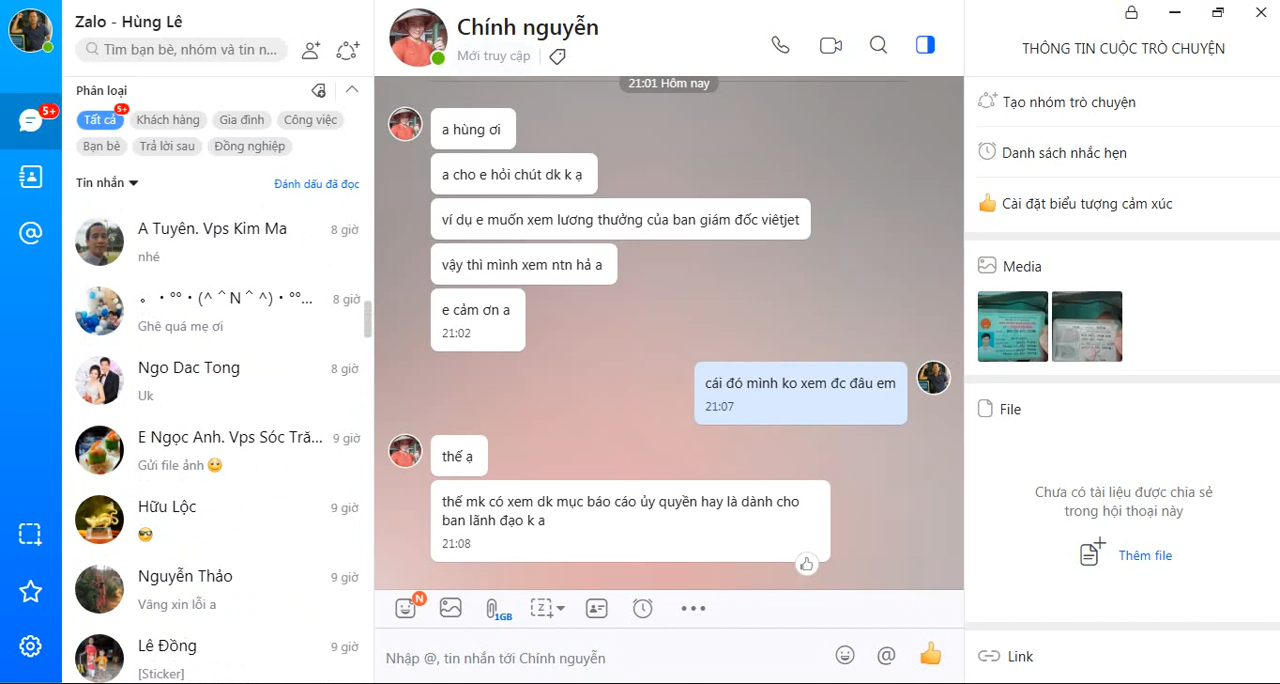 Zalo - Hùng Lê
Tìm bạn bè, nhóm và tin n...
Phân loại
5+
5+
Tất cả
Khách hàng
Gia đình
Công việc
Bạn bè
Trả lời sau
Đồng nghiệp
Tin nhắn
Đánh dấu đã đọc
A Tuyên. Vps Kim Ma
8 giờ
nhé
。・°°・(^＾N＾^)・°°...
8 giờ
Ghê quá mẹ ơi
Ngo Dac Tong
8 giờ
Uk
E Ngọc Anh. Vps Sóc Tră...
9 giờ
Gửi file ảnh 😊
Hữu Lộc
9 giờ
😎
Nguyễn Thảo
9 giờ
Vâng xin lỗi a
Lê Đồng
9 giờ
[Sticker]
Chính nguyễn
Mới truy cập
21:01 Hôm nay
a hùng ơi
a cho e hỏi chút dk k ạ
ví dụ e muốn xem lương thưởng của ban giám đốc viêtjet
vậy thì mình xem ntn hả a
e cảm ơn a
21:02
cái đó mình ko xem đc đâu em
21:07
thế ạ
thế mk có xem dk mục báo cáo ủy quyền hay là dành cho
ban lãnh đạo k a
21:08
N
1GB
Nhập @, tin nhắn tới Chính nguyễn
THÔNG TIN CUỘC TRÒ CHUYỆN
Tạo nhóm trò chuyện
Danh sách nhắc hẹn
Cài đặt biểu tượng cảm xúc
Media
File
Chưa có tài liệu được chia sẻ
trong hội thoại này
Thêm file
Link